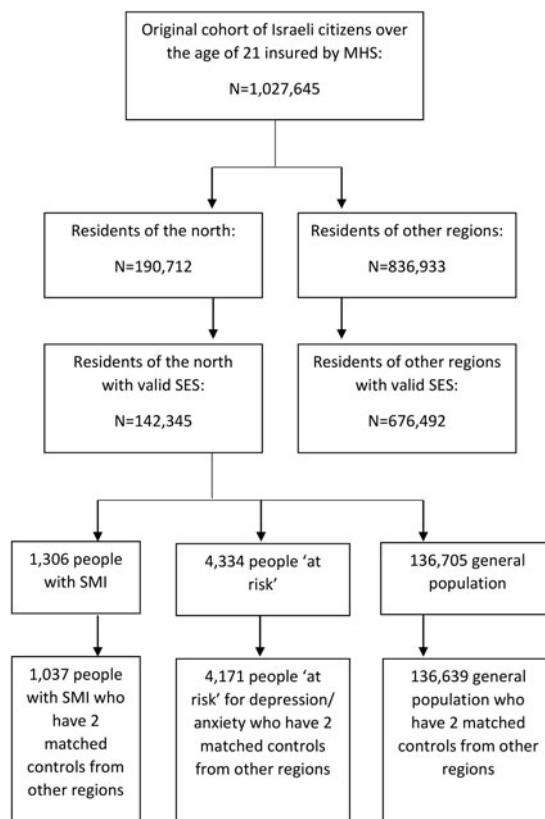 Original cohort of Israeli citizens over
the age of 21 insured by MHS:
N=1,027,645
Residents of the north:
N=190,712
Residents of other regions:
N=836,933
Residents of the north
with valid SES:
N=142,345
Residents of other regions
with valid SES:
N=676,492
1,306 people
with SMI
4,334 people ‘at
risk’
136,705 general
population
1,037 people
with SMI who
have 2
matched
controls from
other regions
4,171 people ‘at
risk’ for depression/
anxiety who have 2
matched controls
from other regions
136,639 general
population who
have 2 matched
controls from other
regions